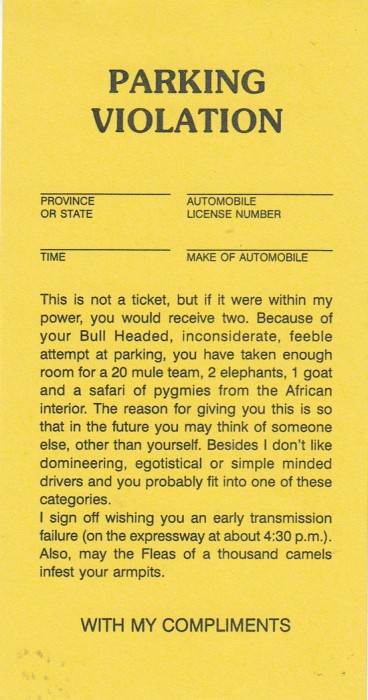 PARKING
VIOLATION
PROVINCE
OR STATE
AUTOMOBILE
LICENSE NUMBER
TIME
MAKE OF AUTOMOBILE
This is not a ticket, but if it were within my
power, you would receive two. Because of
your Bull Headed, inconsiderate, feeble
attempt at parking, you have taken enough
room for a 20 mule team, 2 elephants, 1 goat
and a safari of pygmies from the African
interior. The reason for giving you this is so
that in the future you may think of someone
else, other than yourself. Besides I don't like
domineering, egotistical or simple minded
drivers and you probably fit into one of these
categories.
I sign off wishing you an early transmission
failure (on the expressway at about 4:30 p.m.).
Also, may the Fleas of a thousand camels
infest your armpits.
WITH MY COMPLIMENTS